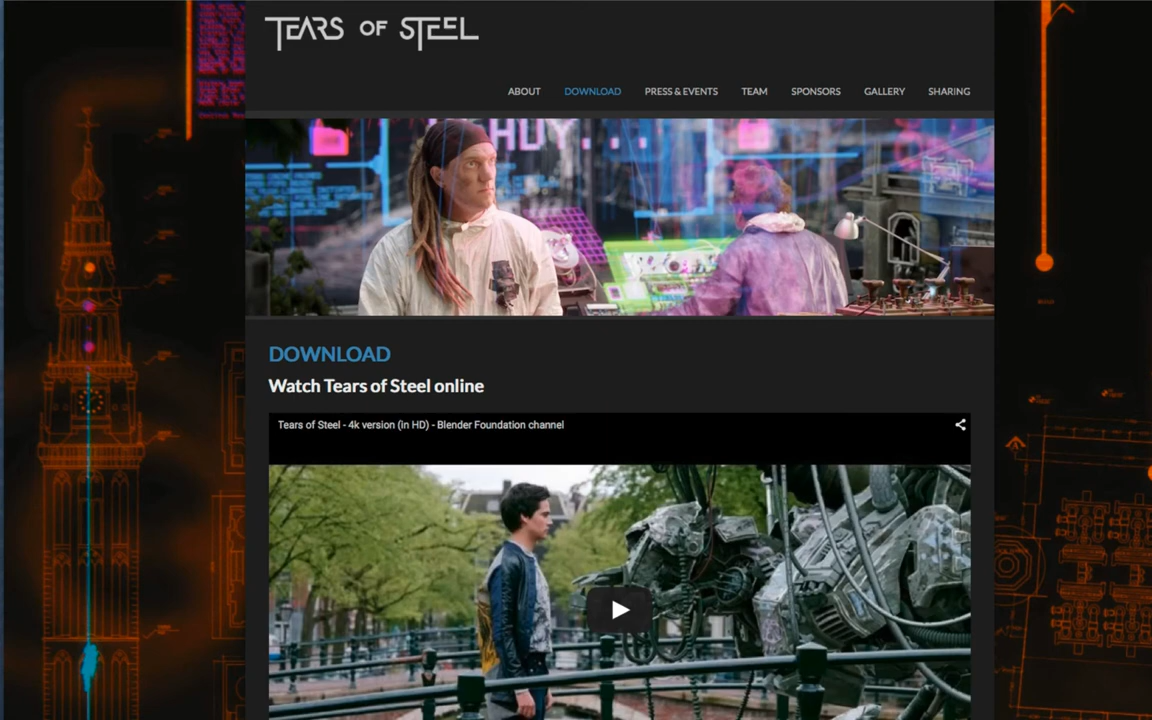 TEARS OF STEEL
ABOUT DOWNLOAD PRESS & EVENTS TEAM SPONSORS GALLERY SHARING
DOWNLOAD
Watch Tears of Steel online
Tears of Steel - 4k version (in HD) - Blender Foundation channel